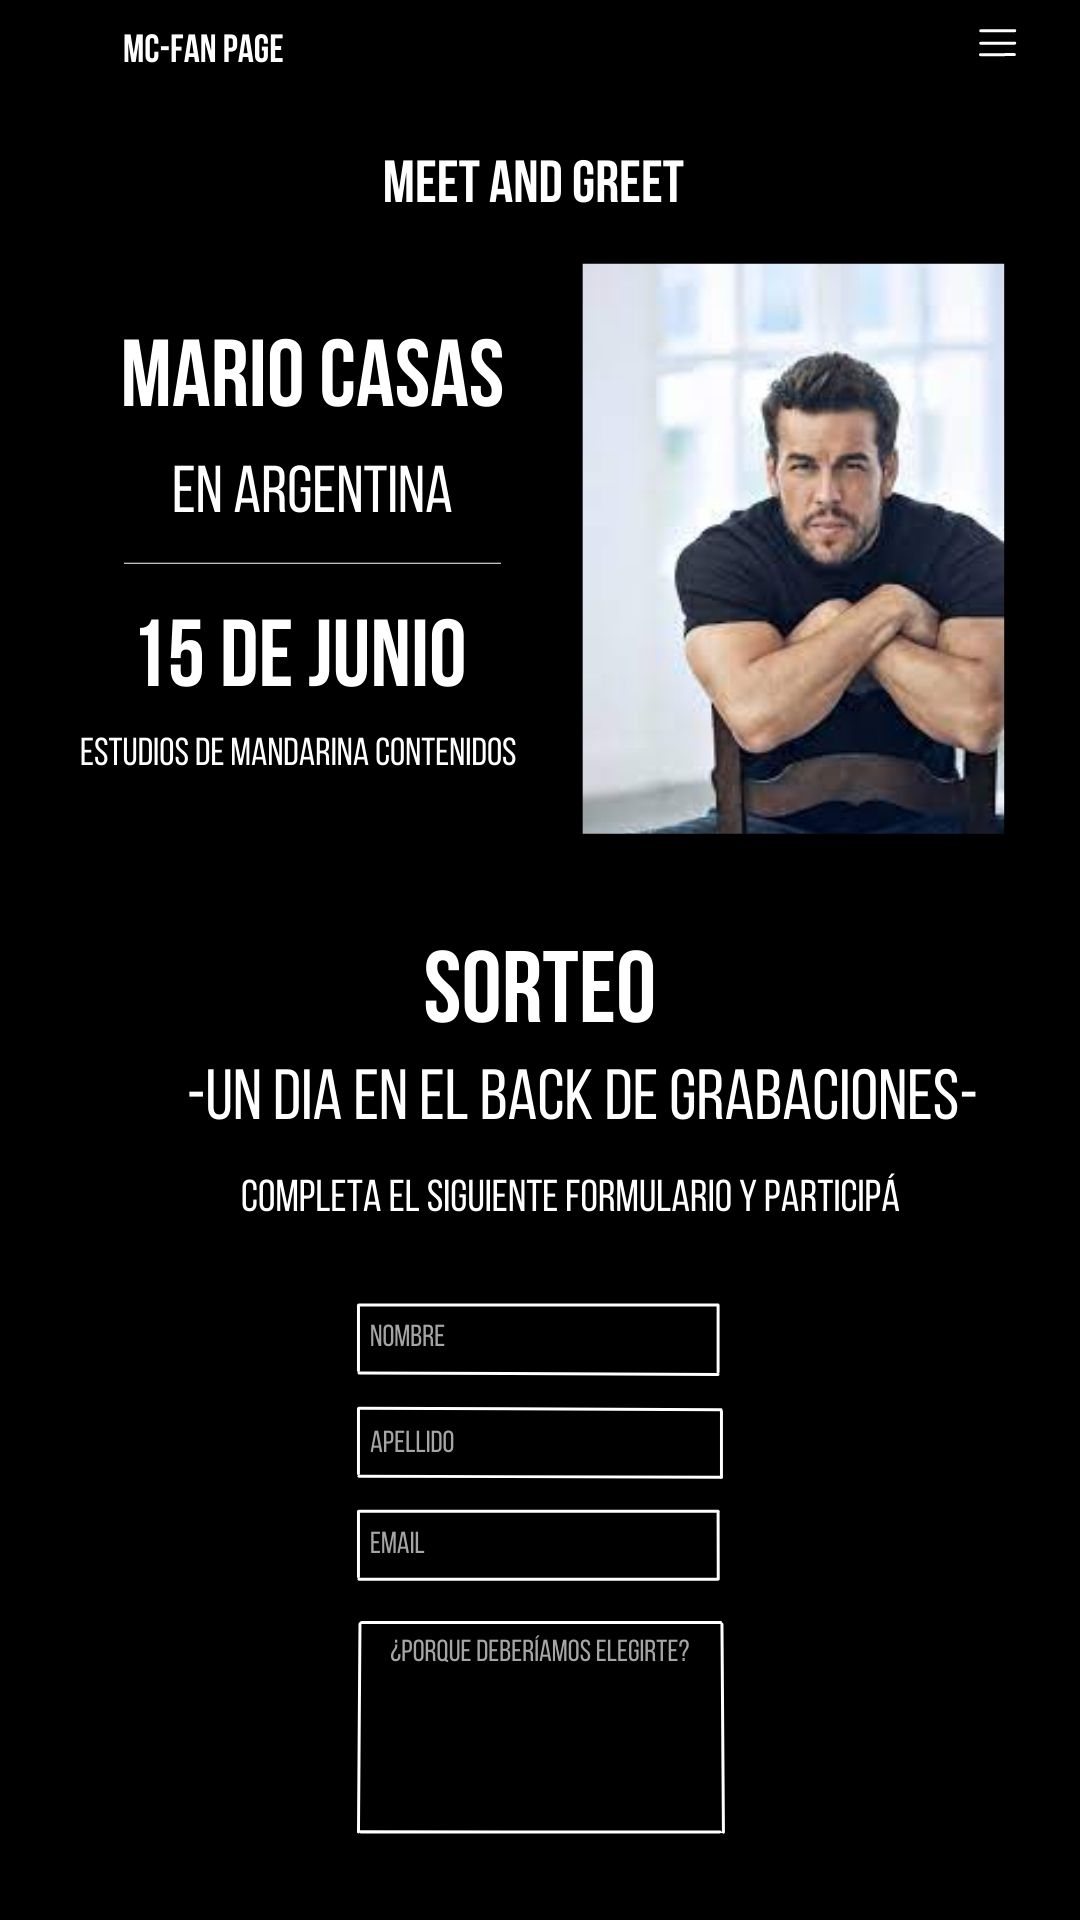 MC-FAN PAGE
MEET AND GREET
MARIO CASAS
EN ARGENTINA
15 DE JUNIO
ESTUDIOS DE MANDARINA CONTENIDOS
SORTEO
-UN DIA EN EL BACK DE GRABACIONES-
COMPLETA EL SIGUIENTE FORMULARIO Y PARTICIPÁ
NOMBRE
APELLIDO
EMAIL
¿PORQUE DEBERÍAMOS ELEGIRTE?